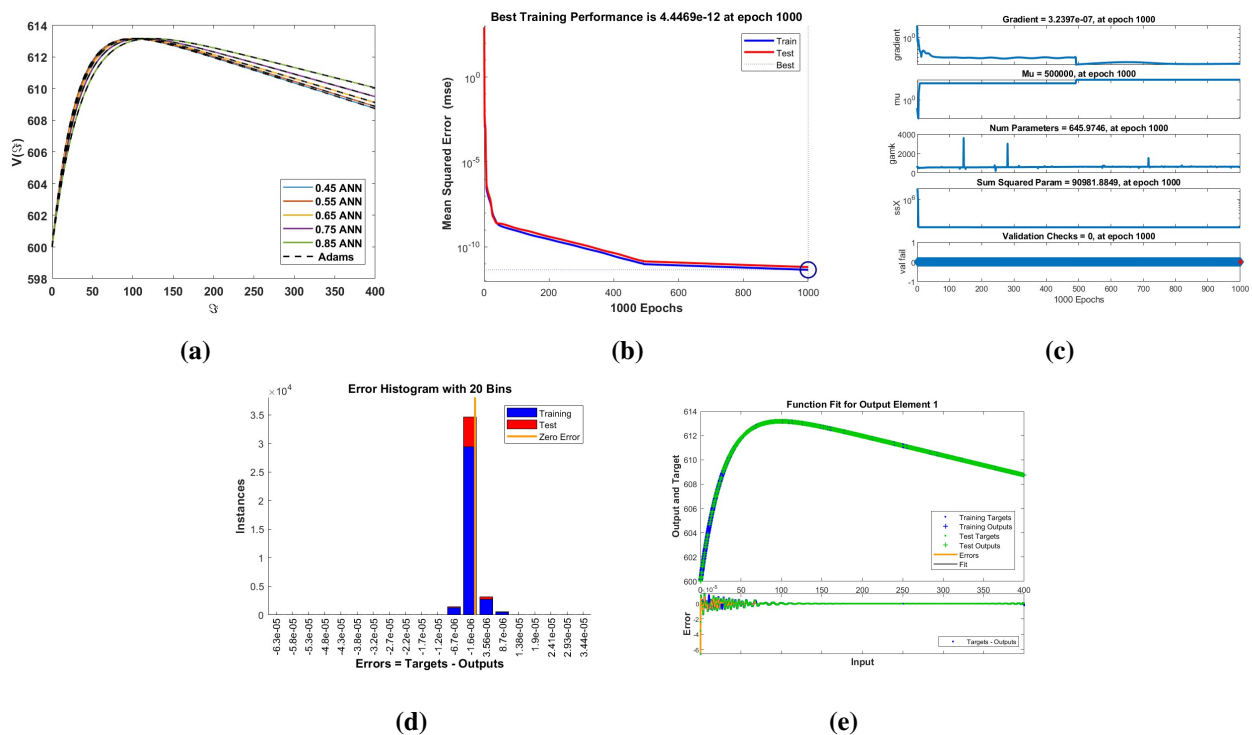 614
612
610
608
606
604
602
600
598
V(ℑ)
0.45 ANN
0.55 ANN
0.65 ANN
0.75 ANN
0.85 ANN
Adams
0 50 100 150 200 250 300 350 400
ℑ
(a)
Best Training Performance is 4.4469e-12 at epoch 1000
Mean Squared Error (mse)
10^0
10^-5
10^-10
Train
Test
Best
0 200 400 600 800 1000
1000 Epochs
(b)
Gradient = 3.2397e-07, at epoch 1000
gradient
10^0
Mu = 500000, at epoch 1000
mu
10^0
Num Parameters = 645.9746, at epoch 1000
gamk
4000
2000
0
Sum Squared Param = 90981.8849, at epoch 1000
ssX
10^6
Validation Checks = 0, at epoch 1000
val fail
1
0
-1
0 100 200 300 400 500 600 700 800 900 1000
1000 Epochs
(c)
Error Histogram with 20 Bins
×10^4
3.5
3
2.5
2
1.5
1
0.5
0
Instances
Training
Test
Zero Error
-6.3e-05
-5.8e-05
-5.3e-05
-4.8e-05
-4.3e-05
-3.8e-05
-3.2e-05
-2.7e-05
-2.2e-05
-1.7e-05
-1.2e-05
-6.7e-06
-1.6e-06
3.56e-06
8.7e-06
1.38e-05
1.9e-05
2.41e-05
2.93e-05
3.44e-05
Errors = Targets - Outputs
(d)
Function Fit for Output Element 1
614
612
610
608
606
604
602
600
Output and Target
Training Targets
Training Outputs
Test Targets
Test Outputs
Errors
Fit
0 50 100 150 200 250 300 350 400
10^-5
0
-2
-4
-6
Error
Targets - Outputs
Input
(e)